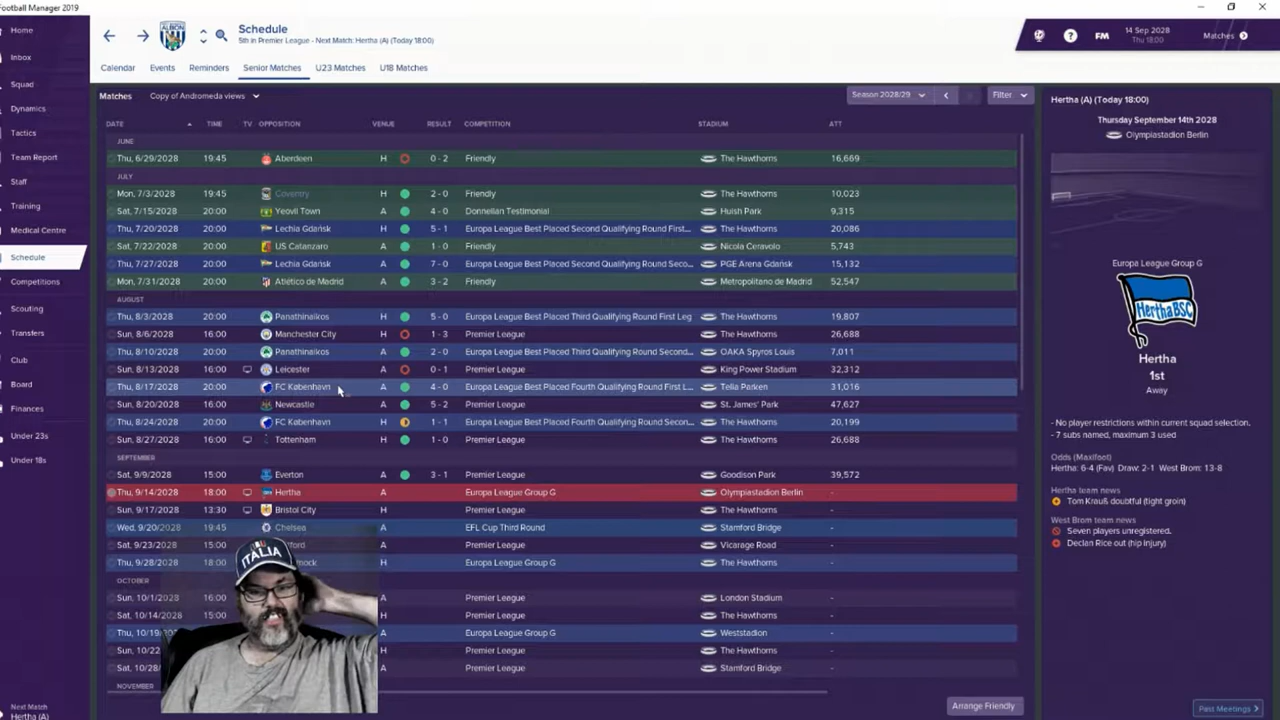 Football Manager 2019
Home
Inbox
Squad
Dynamics
Tactics
Team Report
Staff
Training
Medical Centre
Schedule
Competitions
Scouting
Transfers
Club
Board
Finances
Under 23s
Under 18s
Next Match
Hertha (A)
ALBION
Schedule
5th in Premier League - Next Match: Hertha (A) (Today 18:00)
FM
14 Sep 2028
Thu 18:00
Matches
Calendar Events Reminders Senior Matches U23 Matches U18 Matches
Matches Copy of Andromeda views Season 2028/29 Filter
DATE TIME TV OPPOSITION VENUE RESULT COMPETITION STADIUM ATT
JUNE
Thu, 6/29/2028 19:45 Aberdeen H 0 - 2 Friendly The Hawthorns 16,669
JULY
Mon, 7/3/2028 19:45 Coventry H 2 - 0 Friendly The Hawthorns 10,023
Sat, 7/15/2028 20:00 Yeovil Town A 4 - 0 Donnellan Testimonial Huish Park 9,315
Thu, 7/20/2028 20:00 Lechia Gdańsk H 5 - 1 Europa League Best Placed Second Qualifying Round First... The Hawthorns 20,086
Sat, 7/22/2028 20:00 US Catanzaro A 1 - 0 Friendly Nicola Ceravolo 5,743
Thu, 7/27/2028 20:00 Lechia Gdańsk A 7 - 0 Europa League Best Placed Second Qualifying Round Seco... PGE Arena Gdańsk 15,132
Mon, 7/31/2028 20:00 Atlético de Madrid A 3 - 2 Friendly Metropolitano de Madrid 52,547
AUGUST
Thu, 8/3/2028 20:00 Panathinaikos H 5 - 0 Europa League Best Placed Third Qualifying Round First Leg The Hawthorns 19,807
Sun, 8/6/2028 16:00 Manchester City H 1 - 3 Premier League The Hawthorns 26,688
Thu, 8/10/2028 20:00 Panathinaikos A 2 - 0 Europa League Best Placed Third Qualifying Round Second... OAKA Spyros Louis 7,011
Sun, 8/13/2028 16:00 Leicester A 0 - 1 Premier League King Power Stadium 32,312
Thu, 8/17/2028 20:00 FC København A 4 - 0 Europa League Best Placed Fourth Qualifying Round First L... Telia Parken 31,016
Sun, 8/20/2028 16:00 Newcastle A 5 - 2 Premier League St. James' Park 47,627
Thu, 8/24/2028 20:00 FC København H 1 - 1 Europa League Best Placed Fourth Qualifying Round Secon... The Hawthorns 20,199
Sun, 8/27/2028 16:00 Tottenham H 1 - 0 Premier League The Hawthorns 26,688
SEPTEMBER
Sat, 9/9/2028 15:00 Everton A 3 - 1 Premier League Goodison Park 39,572
Thu, 9/14/2028 18:00 Hertha A Europa League Group G Olympiastadion Berlin -
Sun, 9/17/2028 13:30 Bristol City H Premier League The Hawthorns -
Wed, 9/20/2028 19:45 Chelsea A EFL Cup Third Round Stamford Bridge -
Sat, 9/23/2028 15:00 A Premier League Vicarage Road -
Thu, 9/28/2028 18:00 H Europa League Group G The Hawthorns -
OCTOBER
Sun, 10/1/2028 16:00 A Premier League London Stadium -
Sat, 10/14/2028 15:00 H Premier League The Hawthorns -
Thu, 10/19/ A Europa League Group G Weststadion -
Sun, 10/22 H Premier League The Hawthorns -
Sat, 10/28/ A Premier League Stamford Bridge -
NOVEMBER
ITALIA
Arrange Friendly
Hertha (A) (Today 18:00)
Thursday September 14th 2028
Olympiastadion Berlin
Europa League Group G
Hertha BSC
Hertha
1st
Away
- No player restrictions within current squad selection.
- 7 subs named, maximum 3 used
Odds (Maxifoot)
Hertha: 6-4 (Fav) Draw: 2-1 West Brom: 13-8
Hertha team news
Tom Krauß doubtful (tight groin)
West Brom team news
Seven players unregistered.
Declan Rice out (hip injury)
Past Meetings